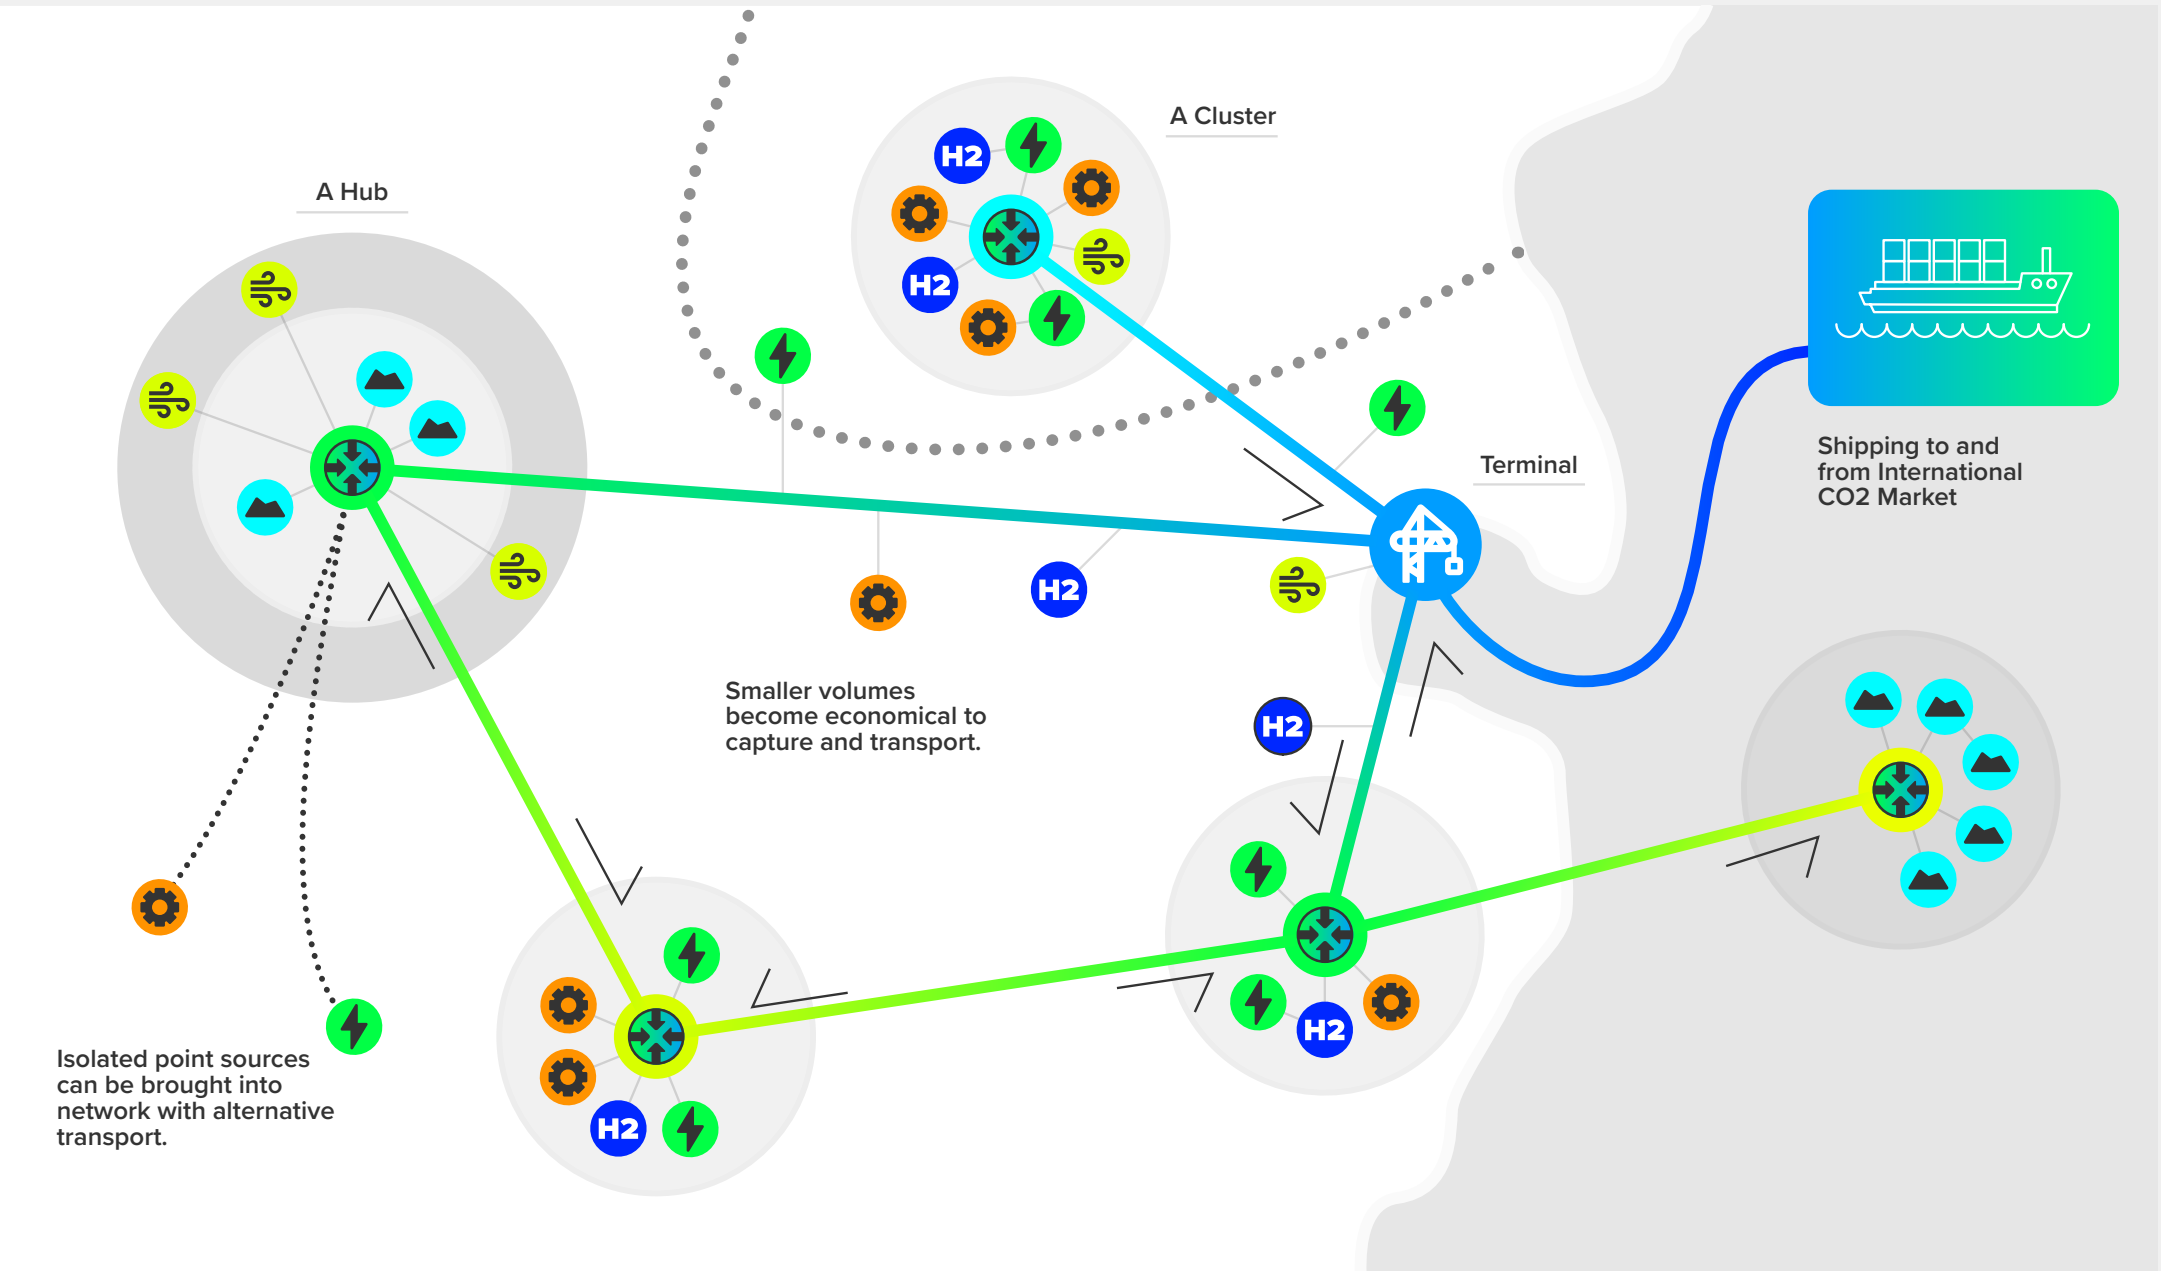 A Cluster
H2
A Hub
H2
Terminal
Shipping to and
from International
CO2 Market
H2
Smaller volumes
become economical to
capture and transport.
H2
H2
Isolated point sources
can be brought into
network with alternative
transport.
H2